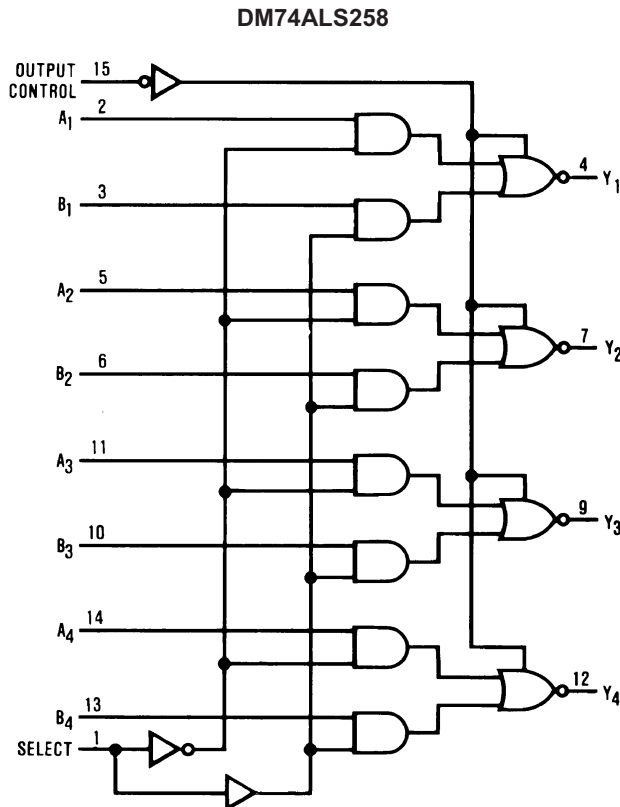 DM74ALS258
OUTPUT CONTROL 15
A1 2
4 Y1
B1 3
A2 5
7 Y2
B2 6
A3 11
9 Y3
B3 10
A4 14
12 Y4
B4 13
SELECT 1